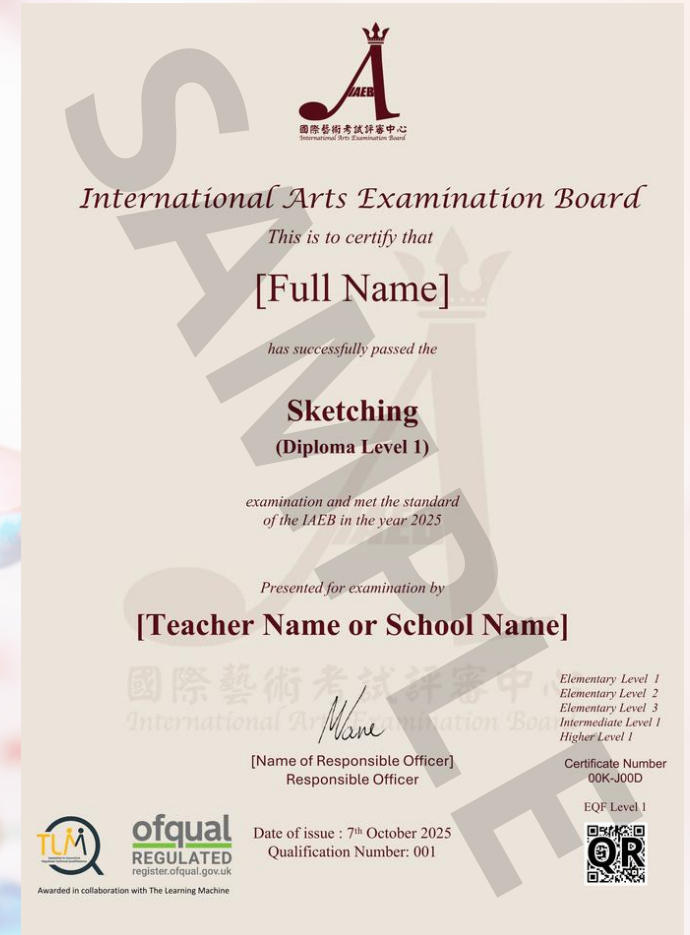 IAEB
國際藝術考試評審中心
International Arts Examination Board
International Arts Examination Board
This is to certify that
[Full Name]
has successfully passed the
Sketching
(Diploma Level 1)
examination and met the standard
of the IAEB in the year 2025
Presented for examination by
[Teacher Name or School Name]
國際藝術考試評審中心
International Arts Examination Board
Elementary Level 1
Elementary Level 2
Elementary Level 3
Intermediate Level 1
Higher Level 1
[Name of Responsible Officer]
Responsible Officer
Certificate Number
00K-J00D
EQF Level 1
QR
Date of issue : 7th October 2025
Qualification Number: 001
TLM
ofqual
REGULATED
register.ofqual.gov.uk
Awarded in collaboration with The Learning Machine
SAMPLE
IAEB